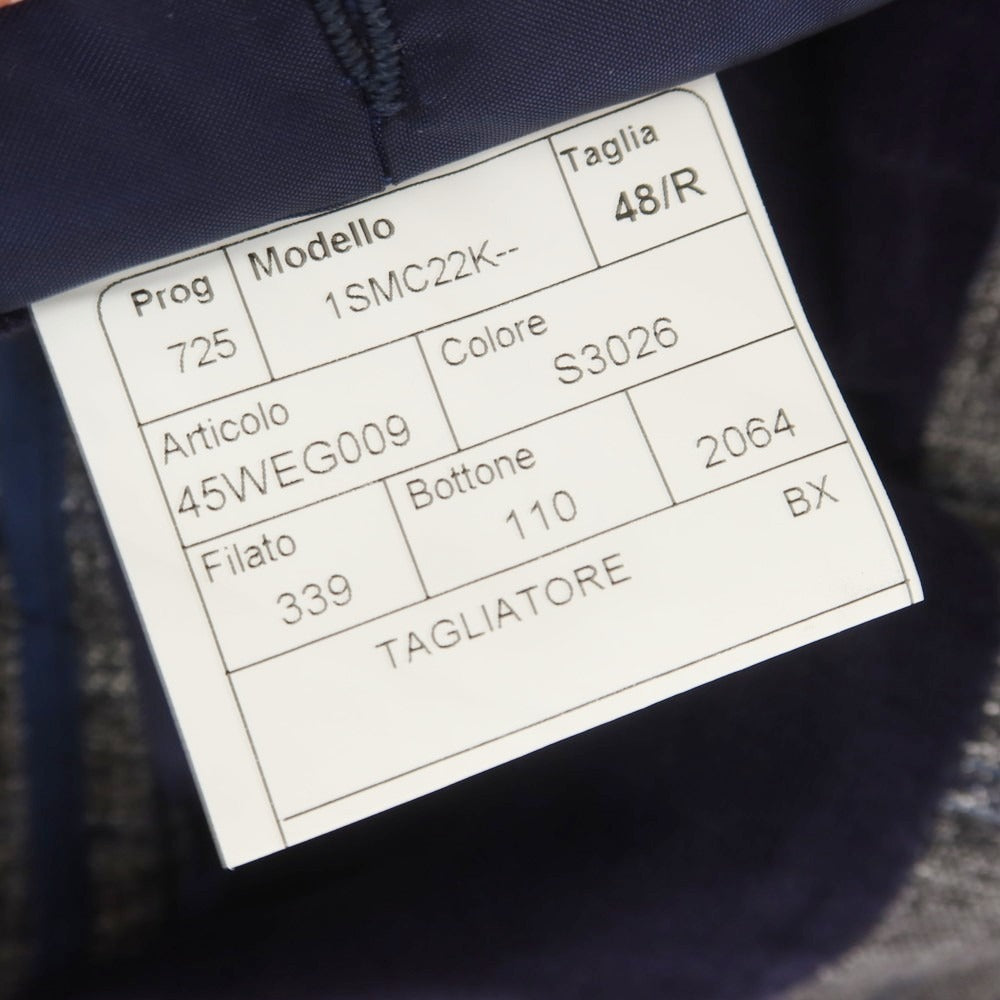 Prog
725
Modello
1SMC22K--
Taglia
48/R
Articolo
45WEG009
Colore
S3026
Filato
339
Bottone
110
2064
TAGLIATORE
BX